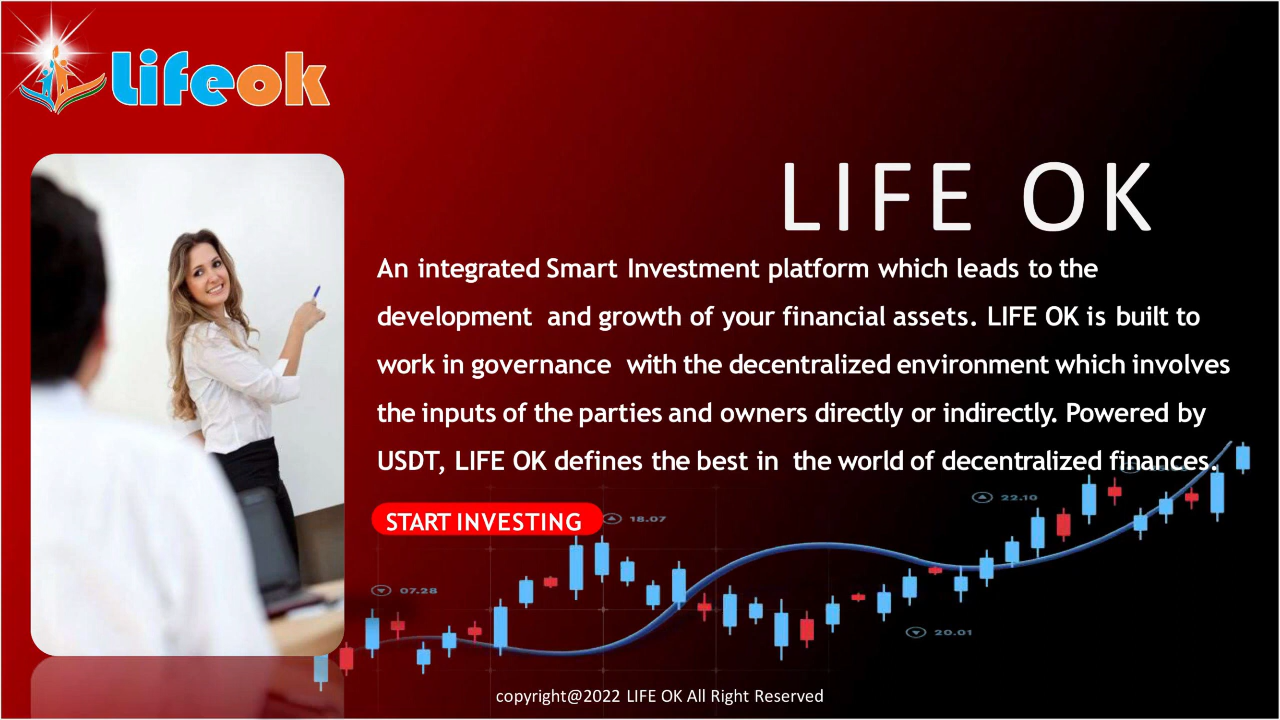 Lifeok
LIFE OK
An integrated Smart Investment platform which leads to the
development and growth of your financial assets. LIFE OK is built to
work in governance with the decentralized environment which involves
the inputs of the parties and owners directly or indirectly. Powered by
USDT, LIFE OK defines the best in the world of decentralized finances.
START INVESTING
18.07
22.10
07.28
20.01
copyright@2022 LIFE OK All Right Reserved